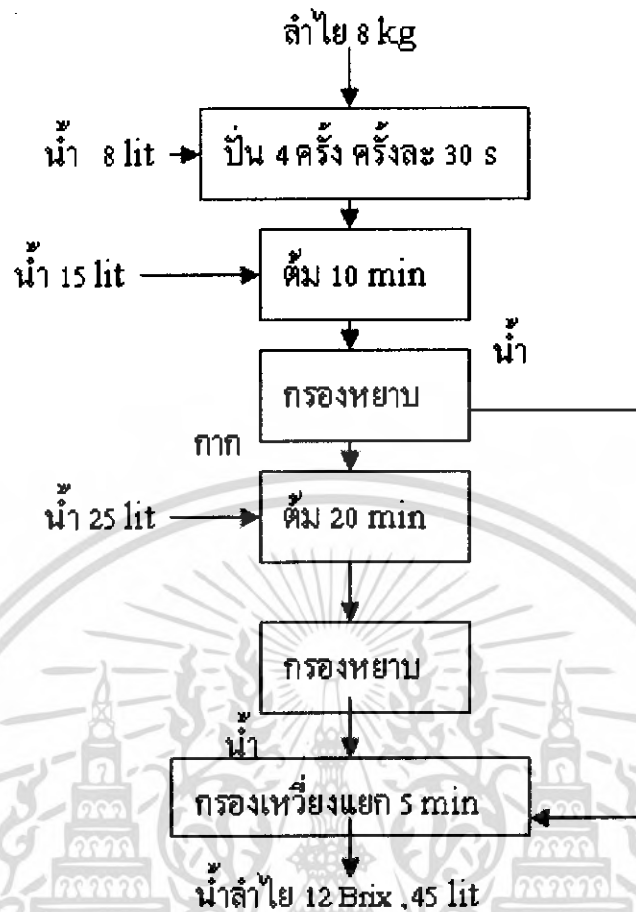 ลำไย 8 kg
น้ำ 8 lit
ปั่น 4 ครั้ง ครั้งละ 30 s
น้ำ 15 lit
ต้ม 10 min
น้ำ
กรองหยาบ
กาก
น้ำ 25 lit
ต้ม 20 min
กรองหยาบ
น้ำ
กรองเหวี่ยงแยก 5 min
น้ำลำไย 12 Brix , 45 lit